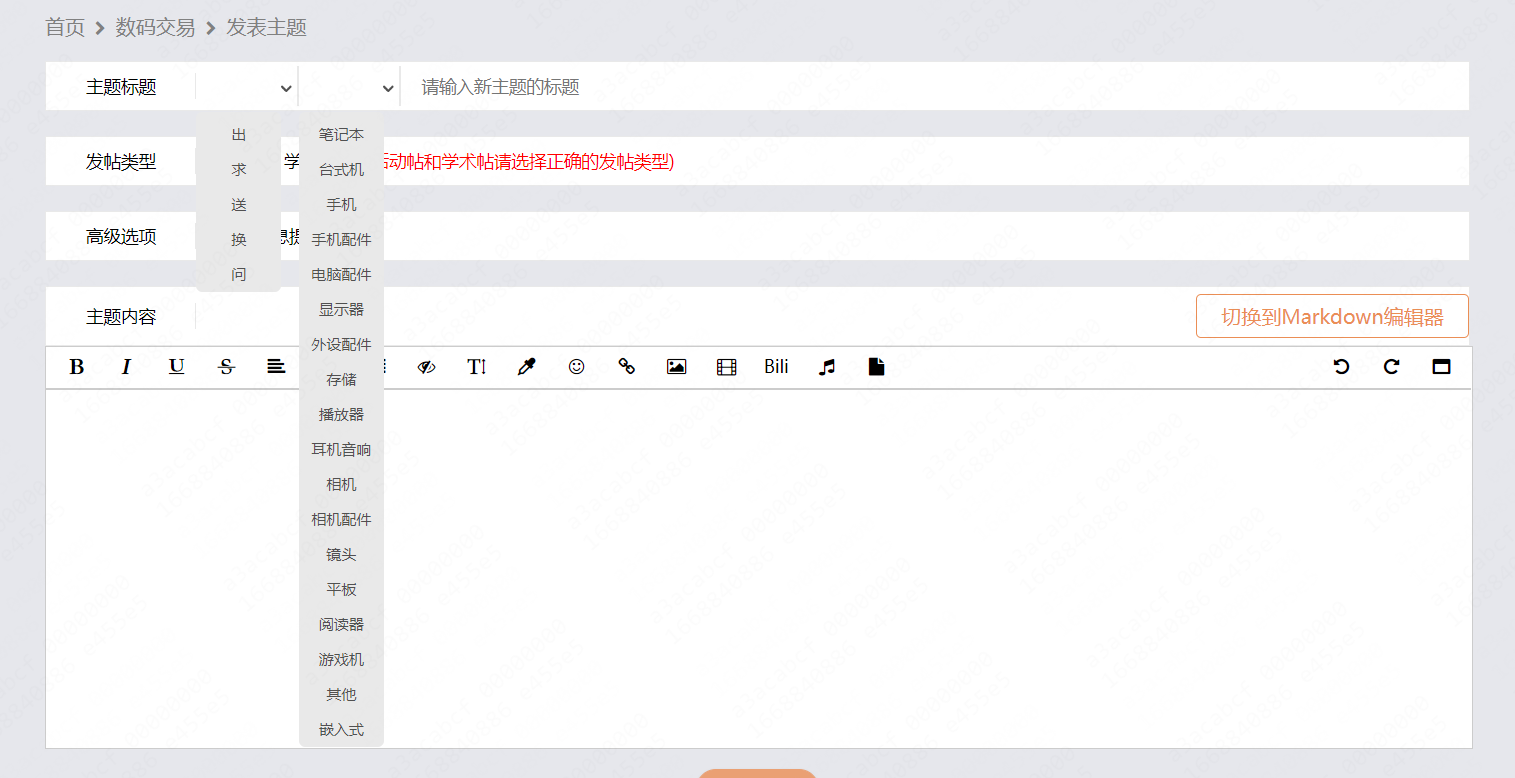 首页 数码交易 发表主题
主题标题 请输入新主题的标题
出
求
送
换
问
笔记本
台式机
手机
手机配件
电脑配件
显示器
外设配件
存储
播放器
耳机音响
相机
相机配件
镜头
平板
阅读器
游戏机
其他
嵌入式
发帖类型 学 动帖和学术帖请选择正确的发帖类型)
高级选项
主题内容 切换到Markdown编辑器
B I U S T Bili